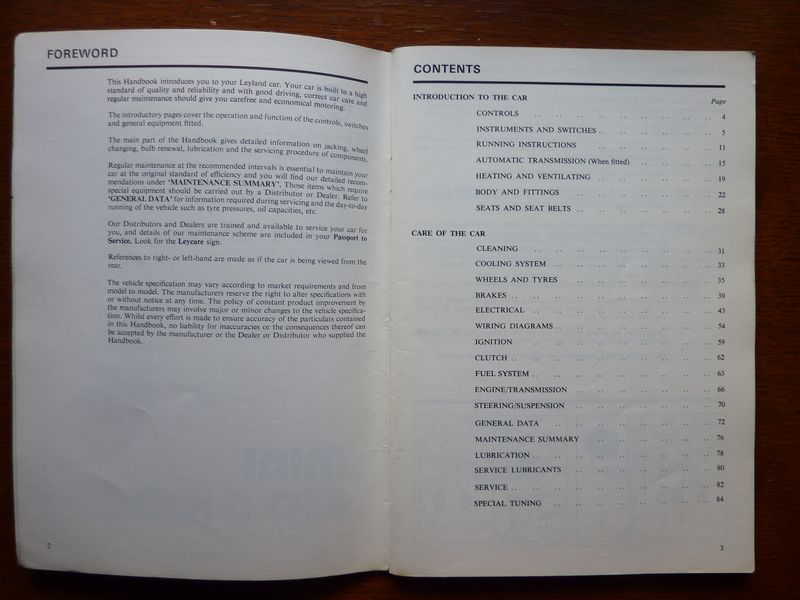 FOREWORD
This Handbook introduces you to your Leyland car. Your car is built to a high
standard of quality and reliability and with good driving, correct car care and
regular maintenance should give you carefree and economical motoring.
The introductory pages cover the operation and function of the controls, switches
and general equipment fitted.
The main part of the Handbook gives detailed information on jacking, wheel
changing, bulb renewal, lubrication and the servicing procedure of components.
Regular maintenance at the recommended intervals is essential to maintain your
car at the original standard of efficiency and you will find our detailed recom-
mendations under 'MAINTENANCE SUMMARY'. Those items which require
special equipment should be carried out by a Distributor or Dealer. Refer to
'GENERAL DATA' for information required during servicing and the day-to-day
running of the vehicle such as tyre pressures, oil capacities, etc.
Our Distributors and Dealers are trained and available to service your car for
you, and details of our maintenance scheme are included in your Passport to
Service. Look for the Leycare sign.
References to right- or left-hand are made as if the car is being viewed from the
rear.
The vehicle specification may vary according to market requirements and from
model to model. The manufacturers reserve the right to alter specifications with
or without notice at any time. The policy of constant product improvement by
the manufacturers may involve major or minor changes to the vehicle specifica-
tion. Whilst every effort is made to ensure accuracy of the particulars contained
in this Handbook, no liability for inaccuracies or the consequences thereof can
be accepted by the manufacturer or the Dealer or Distributor who supplied the
Handbook.
2
CONTENTS
INTRODUCTION TO THE CAR Page
CONTROLS .. .. .. .. .. .. .. .. .. 4
INSTRUMENTS AND SWITCHES .. .. .. .. .. .. 5
RUNNING INSTRUCTIONS .. .. .. .. .. .. 11
AUTOMATIC TRANSMISSION (When fitted) .. .. .. .. 15
HEATING AND VENTILATING .. .. .. .. .. .. 19
BODY AND FITTINGS .. .. .. .. .. .. .. 22
SEATS AND SEAT BELTS .. .. .. .. .. .. .. 28
CARE OF THE CAR
CLEANING .. .. .. .. .. .. .. .. .. 31
COOLING SYSTEM .. .. .. .. .. .. .. .. 33
WHEELS AND TYRES .. .. .. .. .. .. .. 35
BRAKES .. .. .. .. .. .. .. .. .. .. 39
ELECTRICAL .. .. .. .. .. .. .. .. 43
WIRING DIAGRAMS .. .. .. .. .. .. .. .. 54
IGNITION .. .. .. .. .. .. .. .. .. 59
CLUTCH .. .. .. .. .. .. .. .. .. .. 62
FUEL SYSTEM .. .. .. .. .. .. .. .. .. 63
ENGINE/TRANSMISSION .. .. .. .. .. .. .. 66
STEERING/SUSPENSION .. .. .. .. .. .. .. 70
GENERAL DATA .. .. .. .. .. .. .. .. 72
MAINTENANCE SUMMARY .. .. .. .. .. .. 76
LUBRICATION .. .. .. .. .. .. .. .. .. 78
SERVICE LUBRICANTS .. .. .. .. .. .. .. 80
SERVICE .. .. .. .. .. .. .. .. .. .. 82
SPECIAL TUNING .. .. .. .. .. .. .. .. 84
3